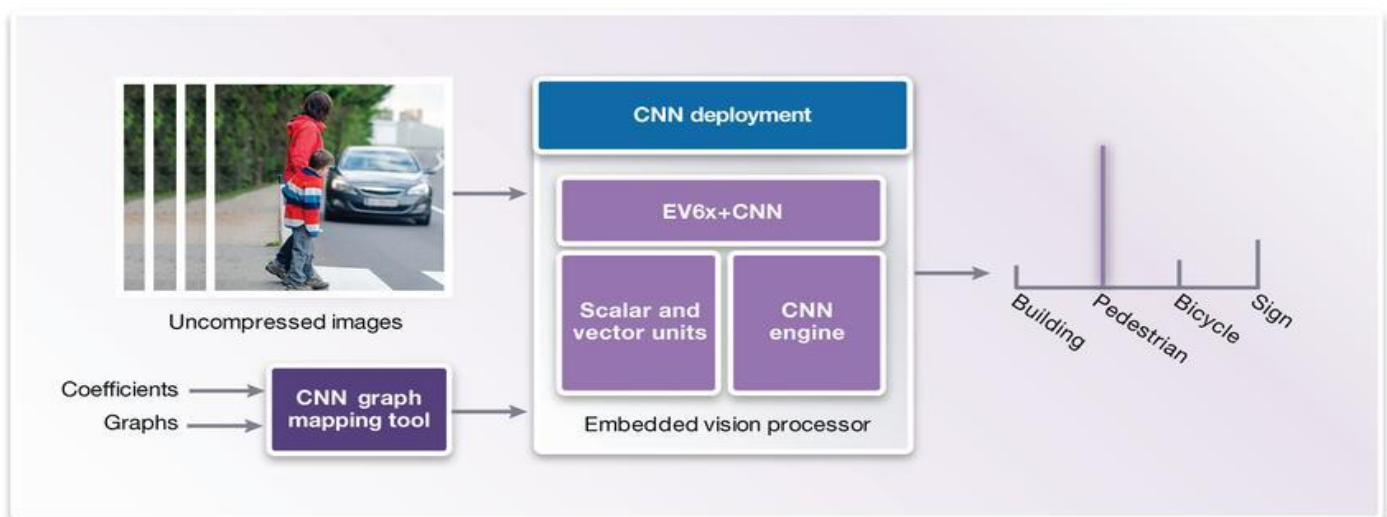 CNN deployment
EV6x+CNN
Scalar and
vector units
CNN
engine
Embedded vision processor
Uncompressed images
Coefficients
Graphs
CNN graph
mapping tool
Building
Pedestrian
Bicycle
Sign